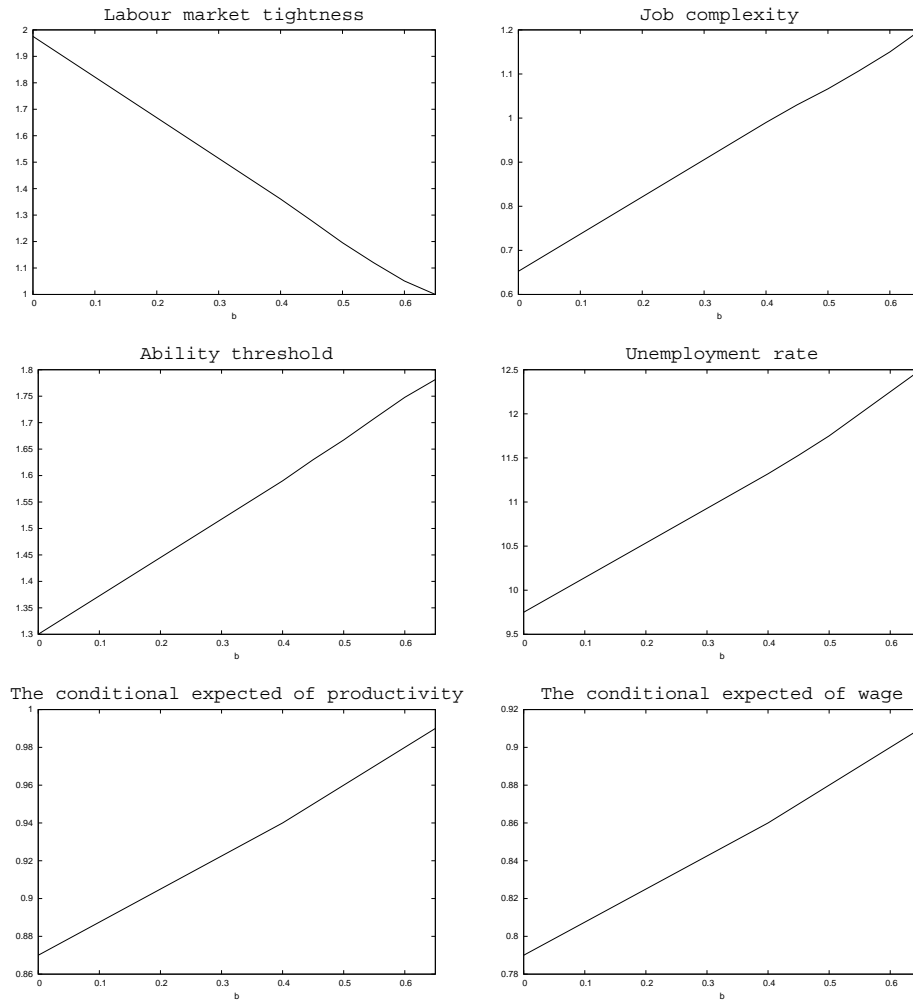 Labour market tightness
2
1.9
1.8
1.7
1.6
1.5
1.4
1.3
1.2
1.1
1
0 0.1 0.2 0.3 0.4 0.5 0.6
b
Job complexity
1.2
1.1
1
0.9
0.8
0.7
0.6
0 0.1 0.2 0.3 0.4 0.5 0.6
b
Ability threshold
1.8
1.75
1.7
1.65
1.6
1.55
1.5
1.45
1.4
1.35
1.3
0 0.1 0.2 0.3 0.4 0.5 0.6
b
Unemployment rate
12.5
12
11.5
11
10.5
10
9.5
0 0.1 0.2 0.3 0.4 0.5 0.6
b
The conditional expected of productivity
1
0.98
0.96
0.94
0.92
0.9
0.88
0.86
0 0.1 0.2 0.3 0.4 0.5 0.6
b
The conditional expected of wage
0.92
0.9
0.88
0.86
0.84
0.82
0.8
0.78
0 0.1 0.2 0.3 0.4 0.5 0.6
b